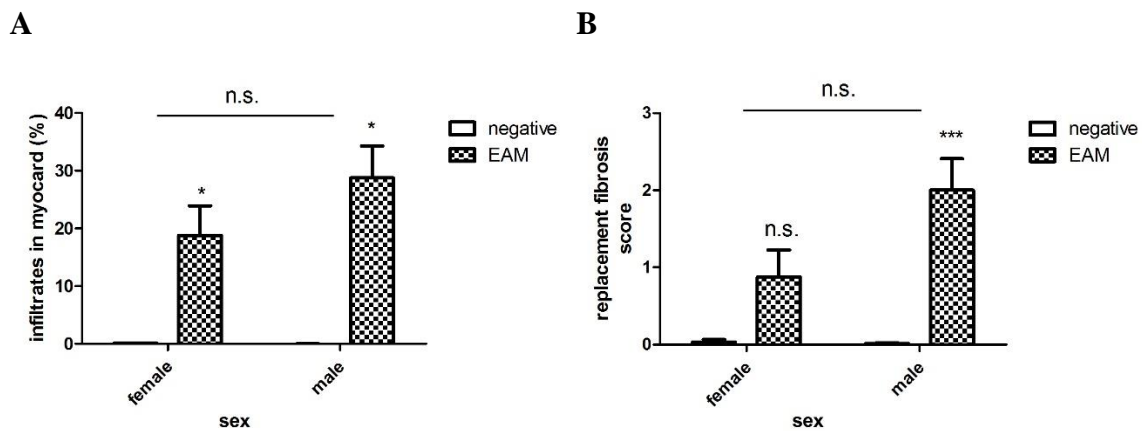 A
n.s.
40
30
20
10
0
infiltrates in myocard (%)
*
*
female
male
sex
negative
EAM
B
n.s.
3
2
1
0
replacement fibrosis
score
n.s.
***
female
male
sex
negative
EAM